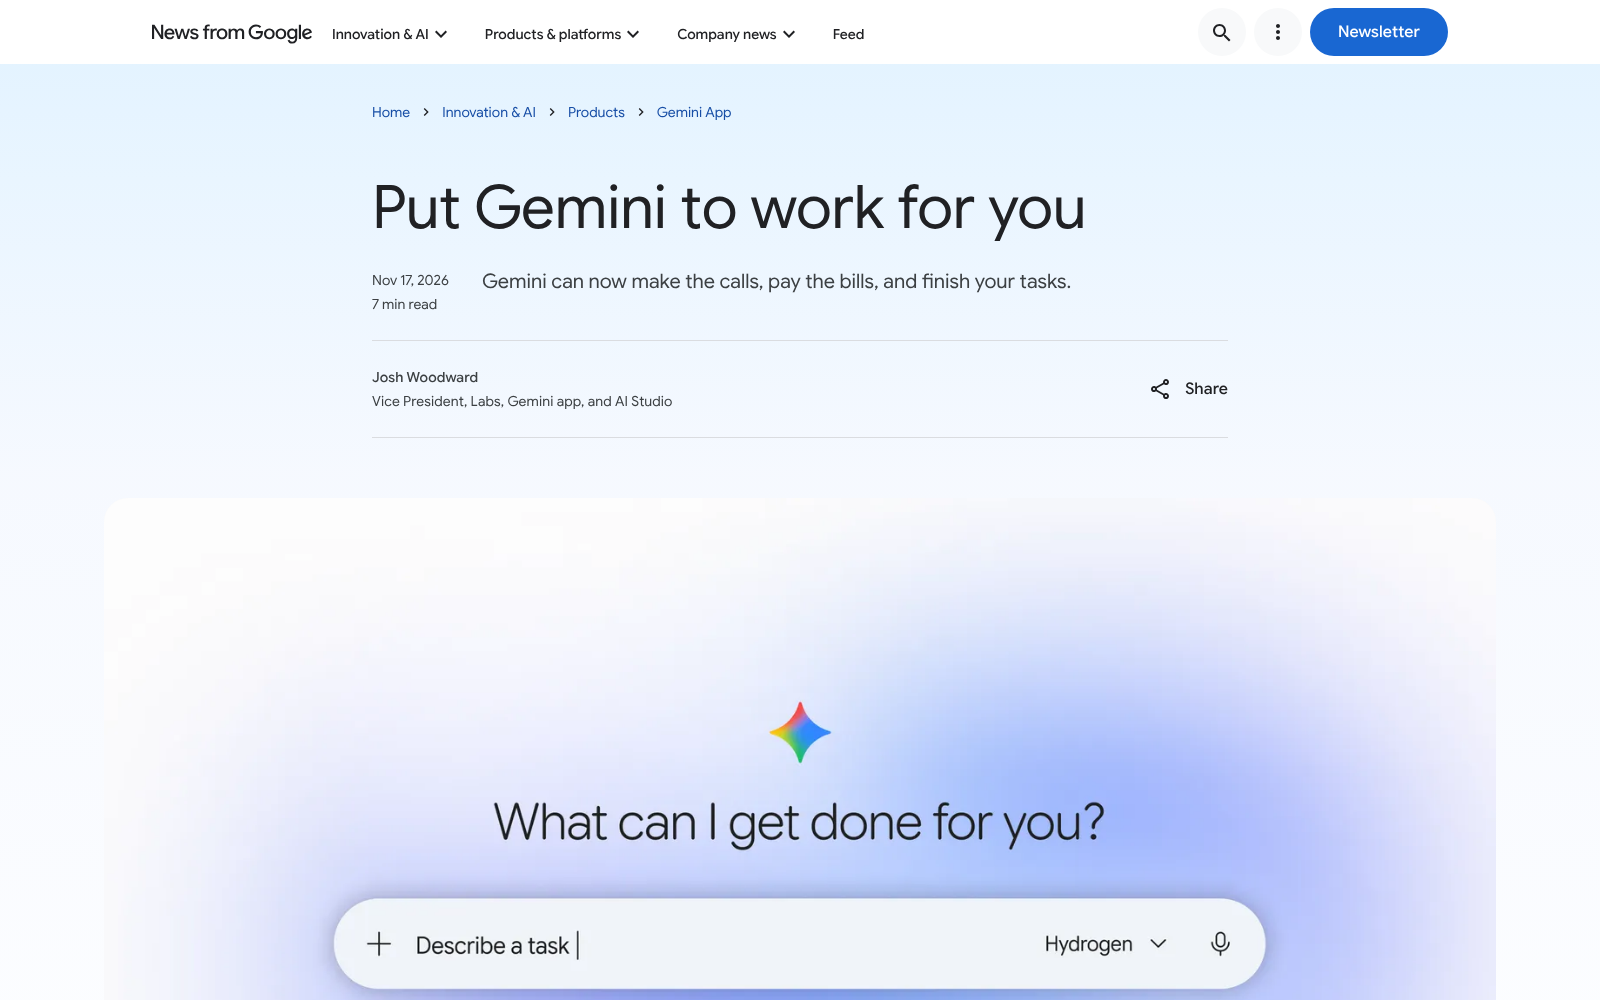 News from Google Innovation & AI Products & platforms Company news Feed Newsletter
Home Innovation & AI Products Gemini App
Put Gemini to work for you
Nov 17, 2026
7 min read
Gemini can now make the calls, pay the bills, and finish your tasks.
Josh Woodward
Vice President, Labs, Gemini app, and AI Studio
Share
What can I get done for you?
Describe a task Hydrogen